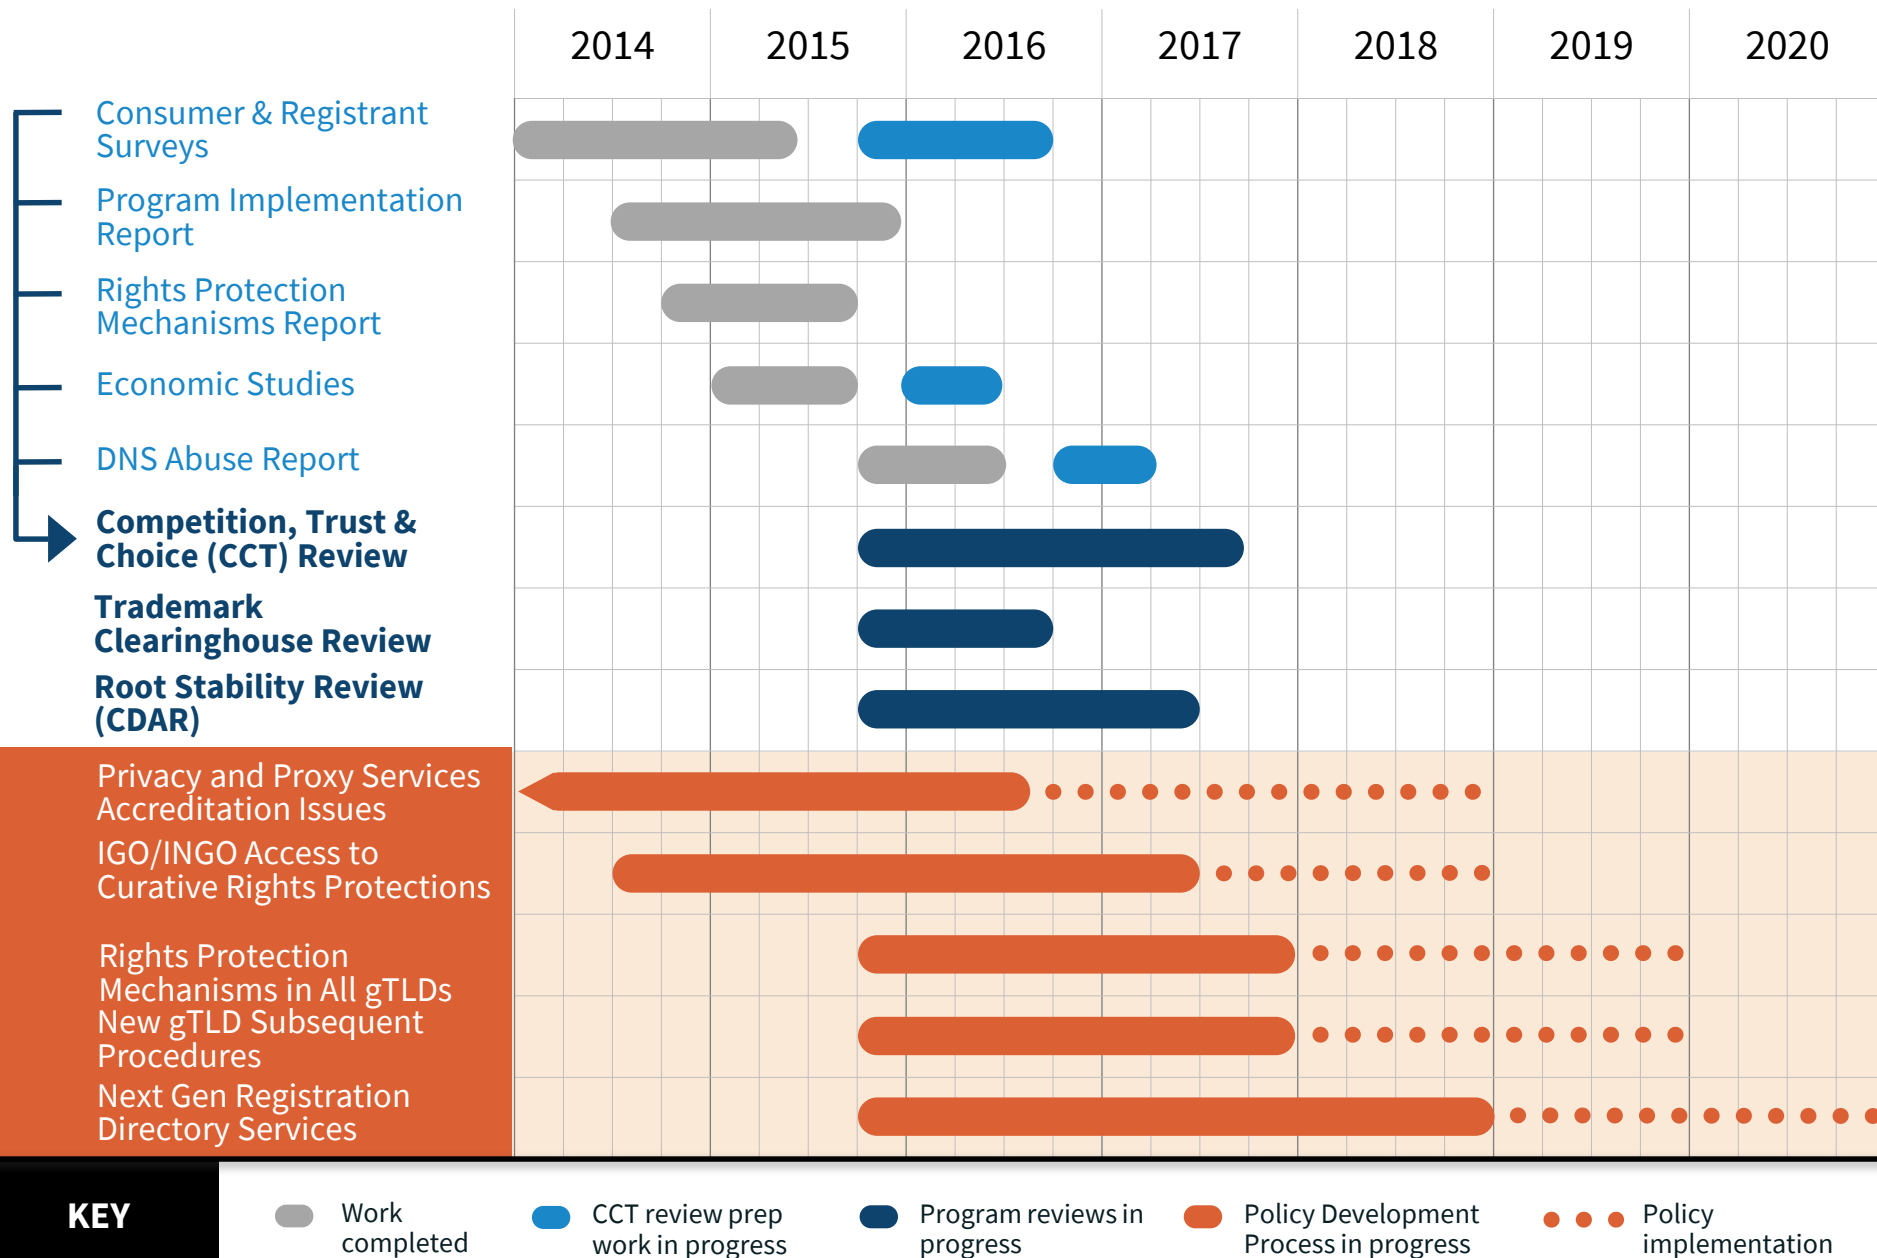 2014 2015 2016 2017 2018 2019 2020
Consumer & Registrant
Surveys
Program Implementation
Report
Rights Protection
Mechanisms Report
Economic Studies
DNS Abuse Report
Competition, Trust &
Choice (CCT) Review
Trademark
Clearinghouse Review
Root Stability Review
(CDAR)
Privacy and Proxy Services
Accreditation Issues
IGO/INGO Access to
Curative Rights Protections
Rights Protection
Mechanisms in All gTLDs
New gTLD Subsequent
Procedures
Next Gen Registration
Directory Services
KEY
Work
completed
CCT review prep
work in progress
Program reviews in
progress
Policy Development
Process in progress
Policy
implementation